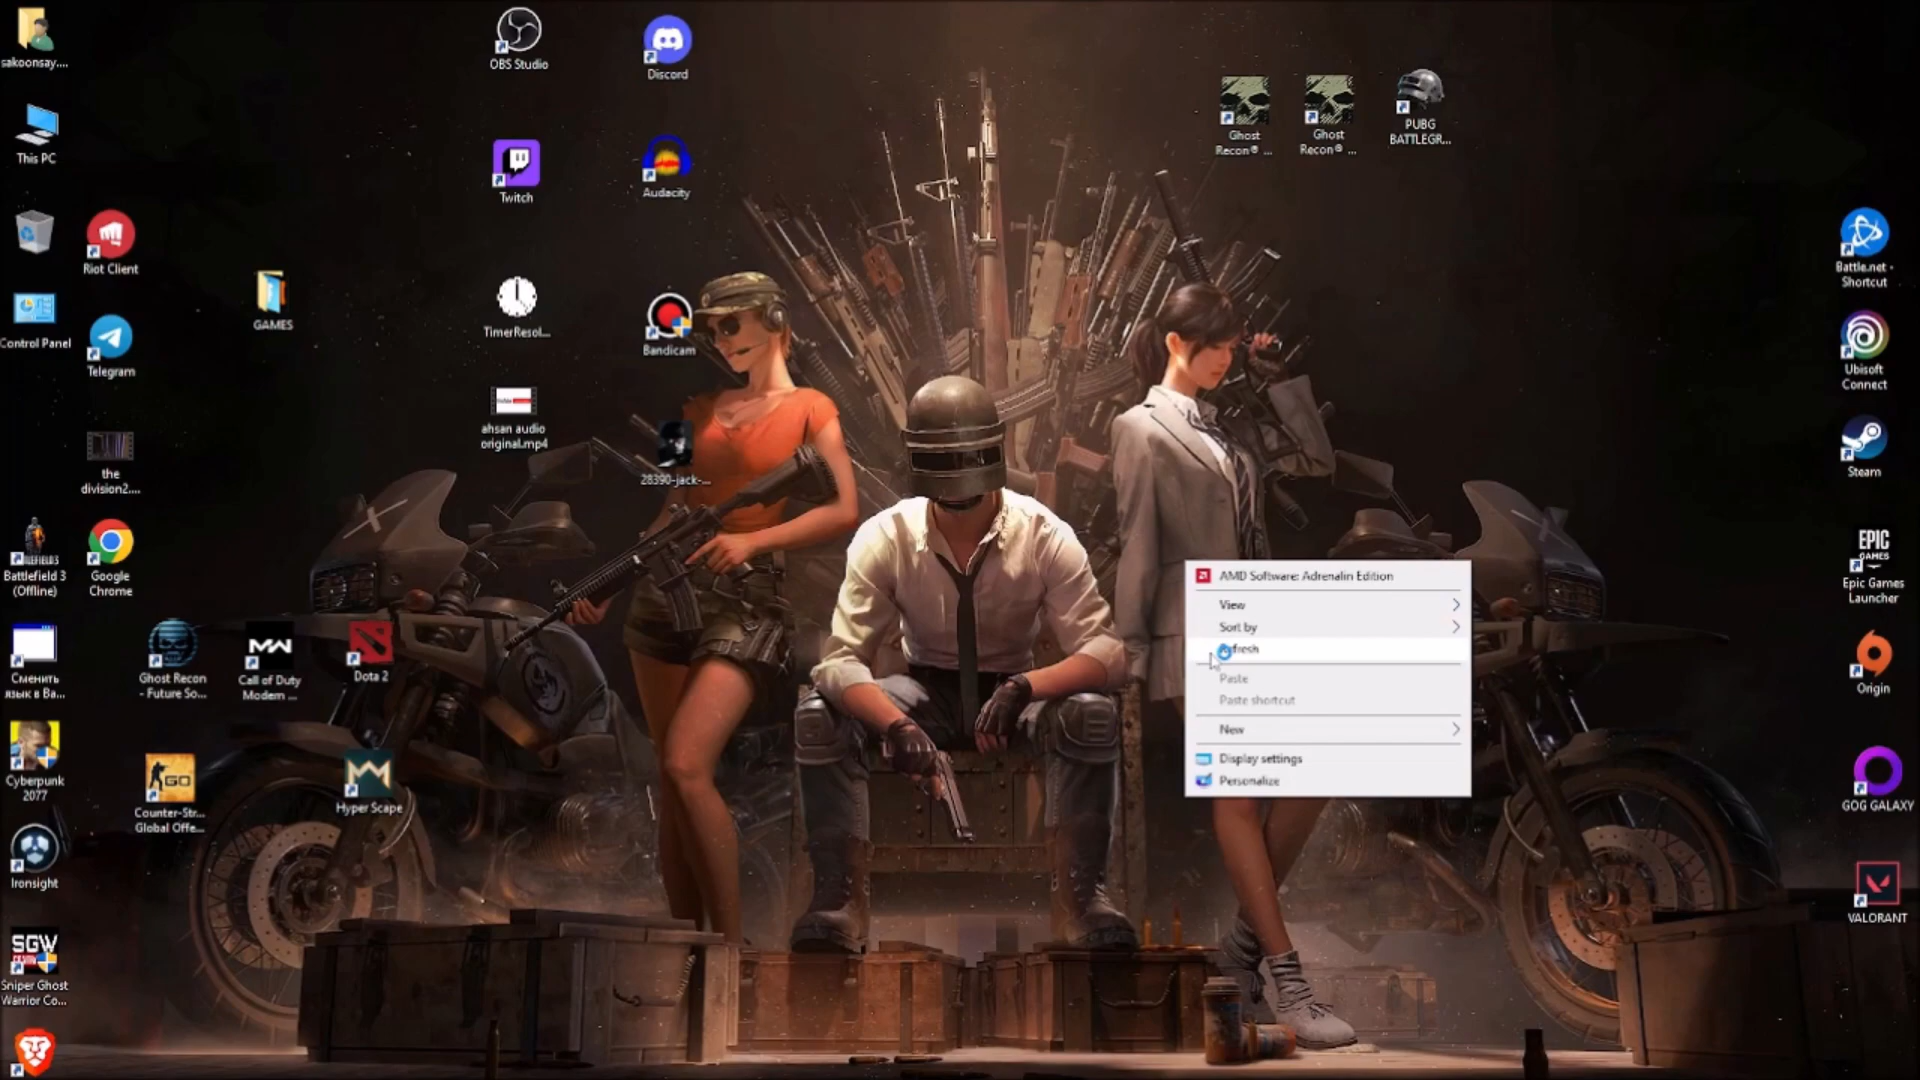 sakoonsay....
This PC
Control Panel
Battlefield 3
(Offline)
Сменить
язык в Ва...
Cyberpunk
2077
Ironsight
SGW
Sniper Ghost
Warrior Co...
Riot Client
Telegram
the
division2....
Google
Chrome
Ghost Recon
- Future So...
GO
Counter-Str...
Global Offe...
GAMES
MW
Call of Duty
Modern ...
Dota 2
Hyper Scape
OBS Studio
Twitch
TimerResol...
ahsan audio
original.mp4
Discord
Audacity
Bandicam
28390-jack-...
Ghost
Recon® ...
Ghost
Recon® ...
PUBG
BATTLEGR...
AMD Software: Adrenalin Edition
View
Sort by
Paste
Paste shortcut
New
Display settings
Personalize
Battle.net -
Shortcut
Ubisoft
Connect
Steam
EPIC
GAMES
Epic Games
Launcher
Origin
GOG GALAXY
VALORANT